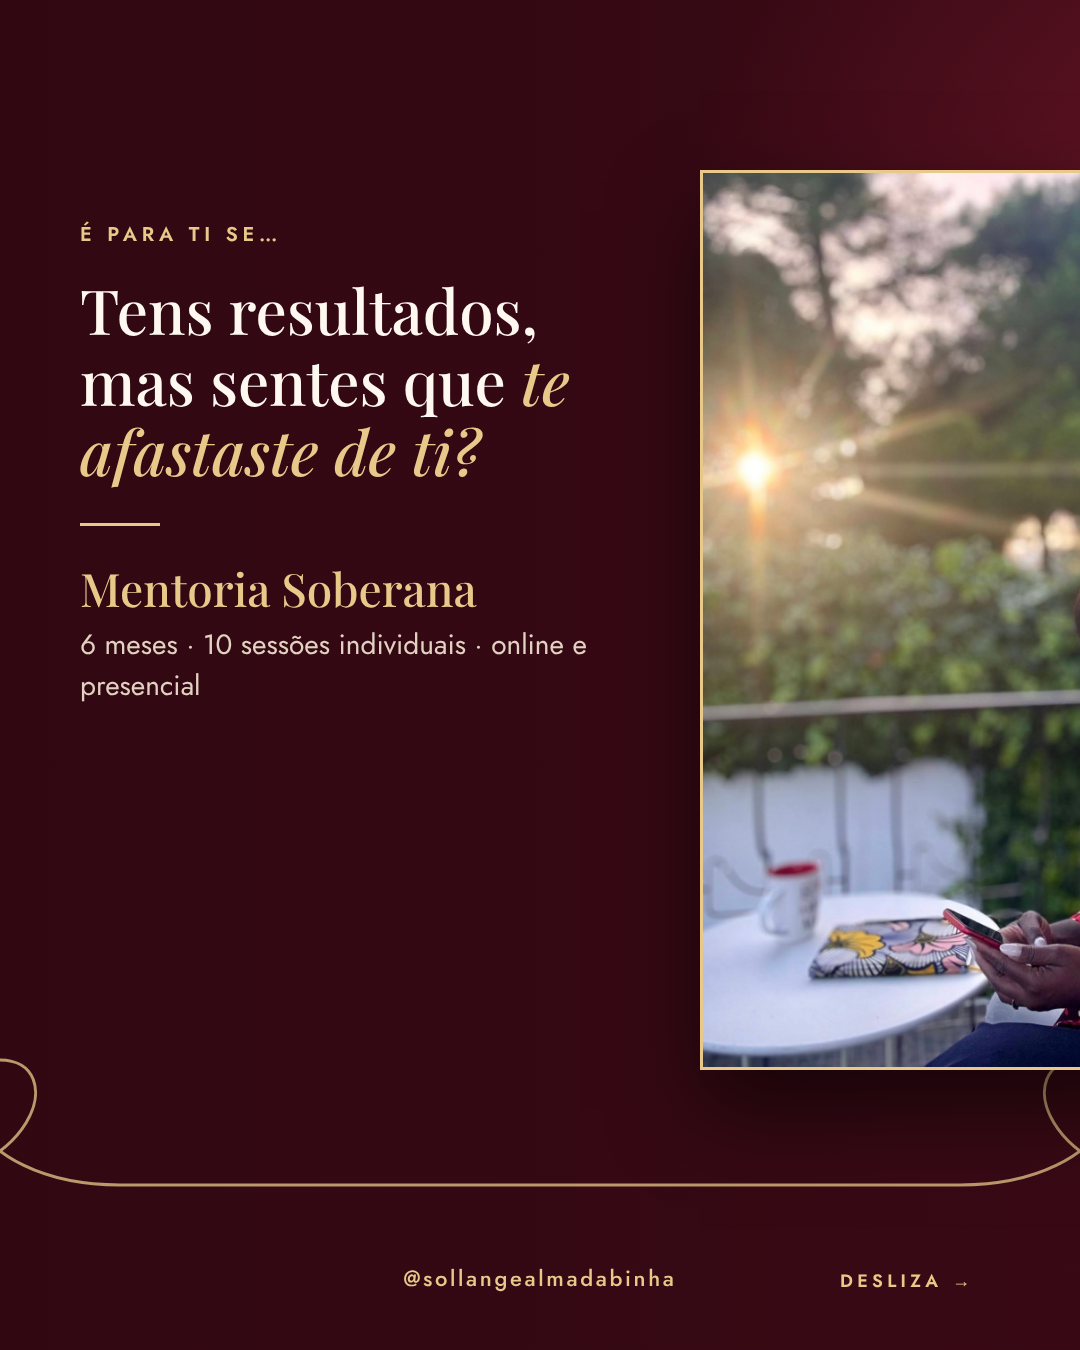 É PARA TI SE…
Tens resultados,
mas sentes que te
afastaste de ti?
Mentoria Soberana
6 meses · 10 sessões individuais · online e
presencial
@sollangealmadabinha
DESLIZA →